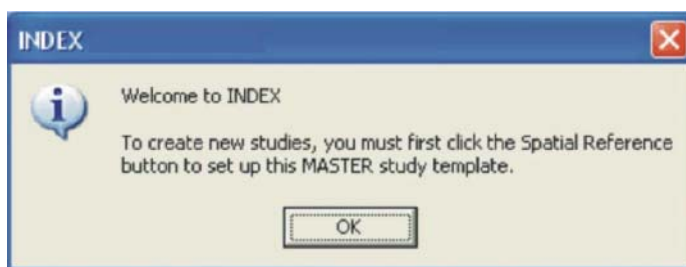 INDEX
Welcome to INDEX
To create new studies, you must first click the Spatial Reference
button to set up this MASTER study template.
OK